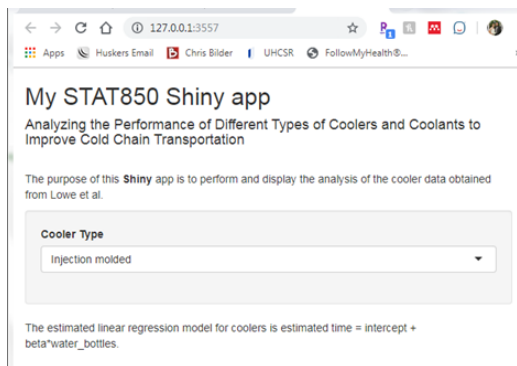 127.0.0.1:3557
Apps Huskers Email Chris Bilder UHCSR FollowMyHealth®...
My STAT850 Shiny app
Analyzing the Performance of Different Types of Coolers and Coolants to
Improve Cold Chain Transportation
The purpose of this Shiny app is to perform and display the analysis of the cooler data obtained
from Lowe et al.
Cooler Type
Injection molded
The estimated linear regression model for coolers is estimated time = intercept +
beta*water_bottles.